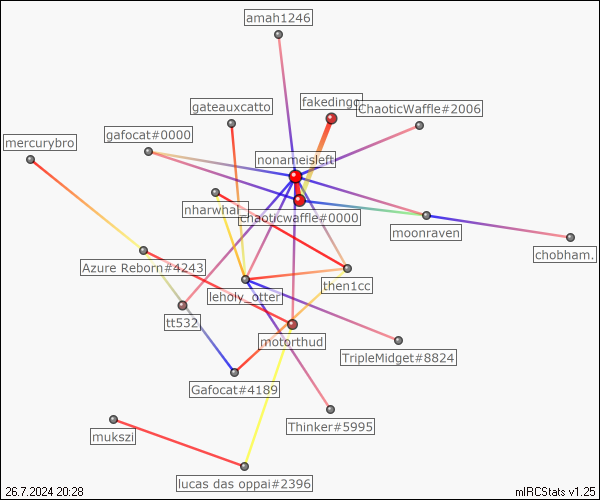 amah1246
fakedingo
gateauxcatto
ChaoticWaffle#2006
gafocat#0000
mercurybro
nonameisleft
nharwhal
chaoticwaffle#0000
moonraven
chobham.
Azure Reborn#4243
then1cc
leholy_otter
tt532
motorthud
TripleMidget#8824
Gafocat#4189
Thinker#5995
mukszi
lucas das oppai#2396
26.7.2024 20:28
mIRCStats v1.25